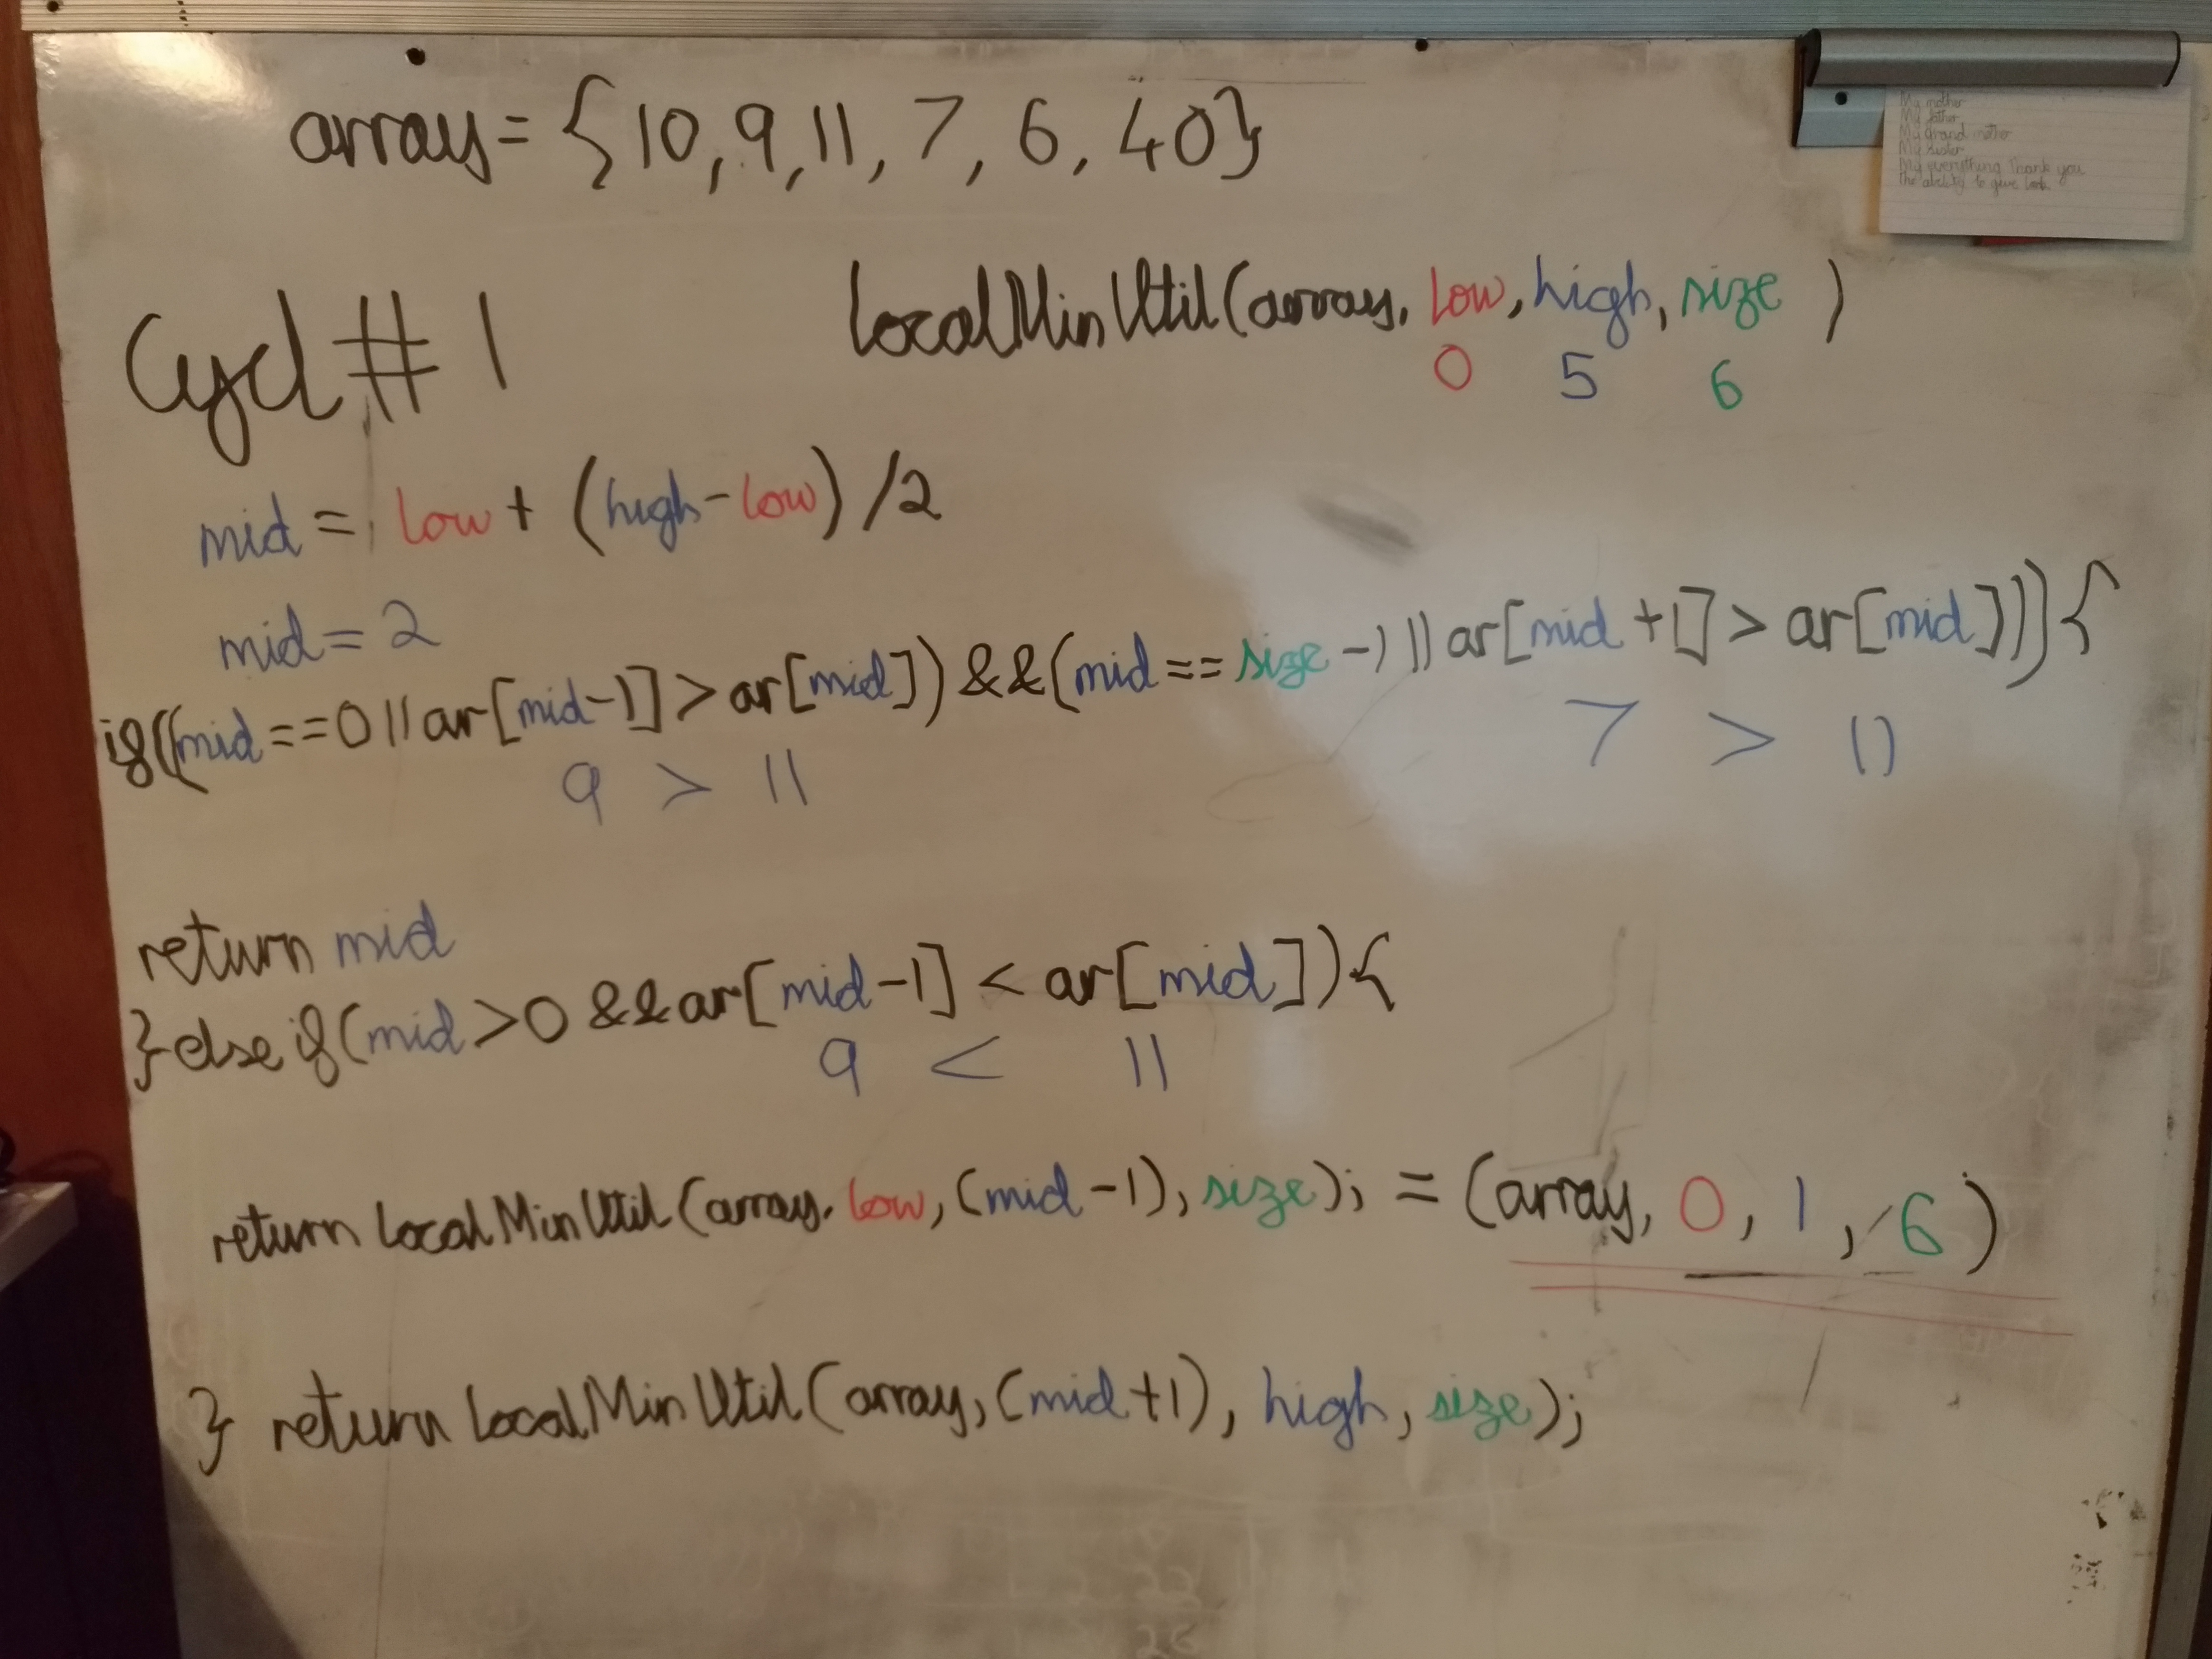 array = {10, 9, 11, 7, 6, 40}
My mother
My father
My grand mother
My sister
My everything Thank you
the ability to give
Cycl # 1
LocalMinUtil(array, low, high, size )
0 5 6
mid = low + (high-low) /2
mid = 2
if((mid==0 || ar[mid-1] > ar[mid]) && (mid == size -1 || ar[mid +1] > ar[mid])){
9 > 11
7 > 11
return mid
} else if(mid>0 && ar[mid-1] < ar[mid]){
9 < 11
return LocalMinUtil(array, low, (mid-1), size); = (array, 0, 1, 6)
} return LocalMinUtil(array, (mid+1), high, size);